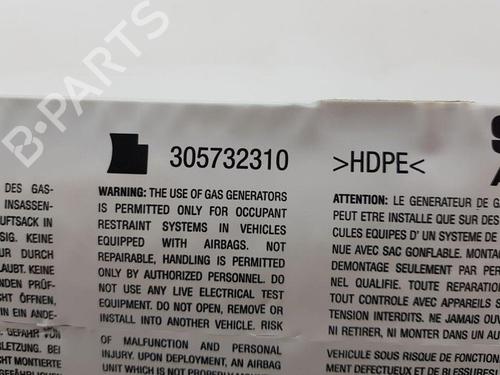 B-PARTS
305732310
>HDPE<
DES GAS-
INSASSEN-
UFTSACK IN
SIG. KEINE
UR DURCH
LAUBT. KEINE
NDEN PRÜF-
CHT ÖFFNEN,
IN EIN ANDE-
GEFAHR VON
RLETZUNG. BEI
CHT MONTIERTE
WARNING: THE USE OF GAS GENERATORS
IS PERMITTED ONLY FOR OCCUPANT
RESTRAINT SYSTEMS IN VEHICLES
EQUIPPED WITH AIRBAGS. NOT
REPAIRABLE, HANDLING IS PERMITTED
ONLY BY AUTHORIZED PERSONNEL. DO
NOT USE ANY LIVE ELECTRICAL TEST
EQUIPMENT. DO NOT OPEN, REMOVE OR
INSTALL INTO ANOTHER VEHICLE. RISK
OF MALFUNCTION AND PERSONAL
INJURY. UPON DEPLOYMENT, AN AIRBAG
UNIT WHICH IS NOT PROPERLY
ATTENTION: LE GENERATEUR DE GA
PEUT ETRE INSTALLE QUE SUR DES
CULES EQUIPES D' UN SYSTEME DE
NUE AVEC SAC GONFLABLE. MONTAG
DEMONTAGE SEULEMENT PAR PER
NEL QUALIFIE. TOUTE REPARATION
TOUT CONTROLE AVEC APPAREILS S
TENSION INTERDITS. NE JAMAIS OUV
NI RETIRER, NI MONTER DANS UN AU
VEHICULE SOUS RISQUE DE FONCTION
MENT DEFECTUEUX ET DE BLESSURES